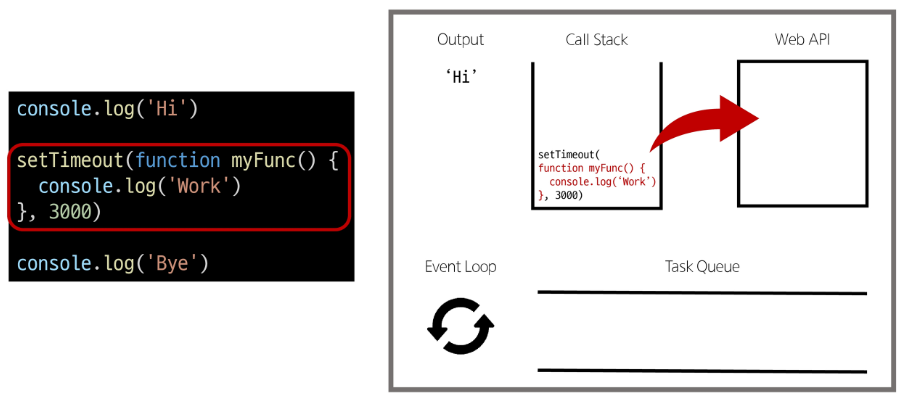 console.log('Hi')
setTimeout(function myFunc() {
  console.log('Work')
}, 3000)
console.log('Bye')
Output
Call Stack
Web API
‘Hi’
setTimeout(
function myFunc() {
  console.log(‘Work’)
}, 3000)
Event Loop
Task Queue